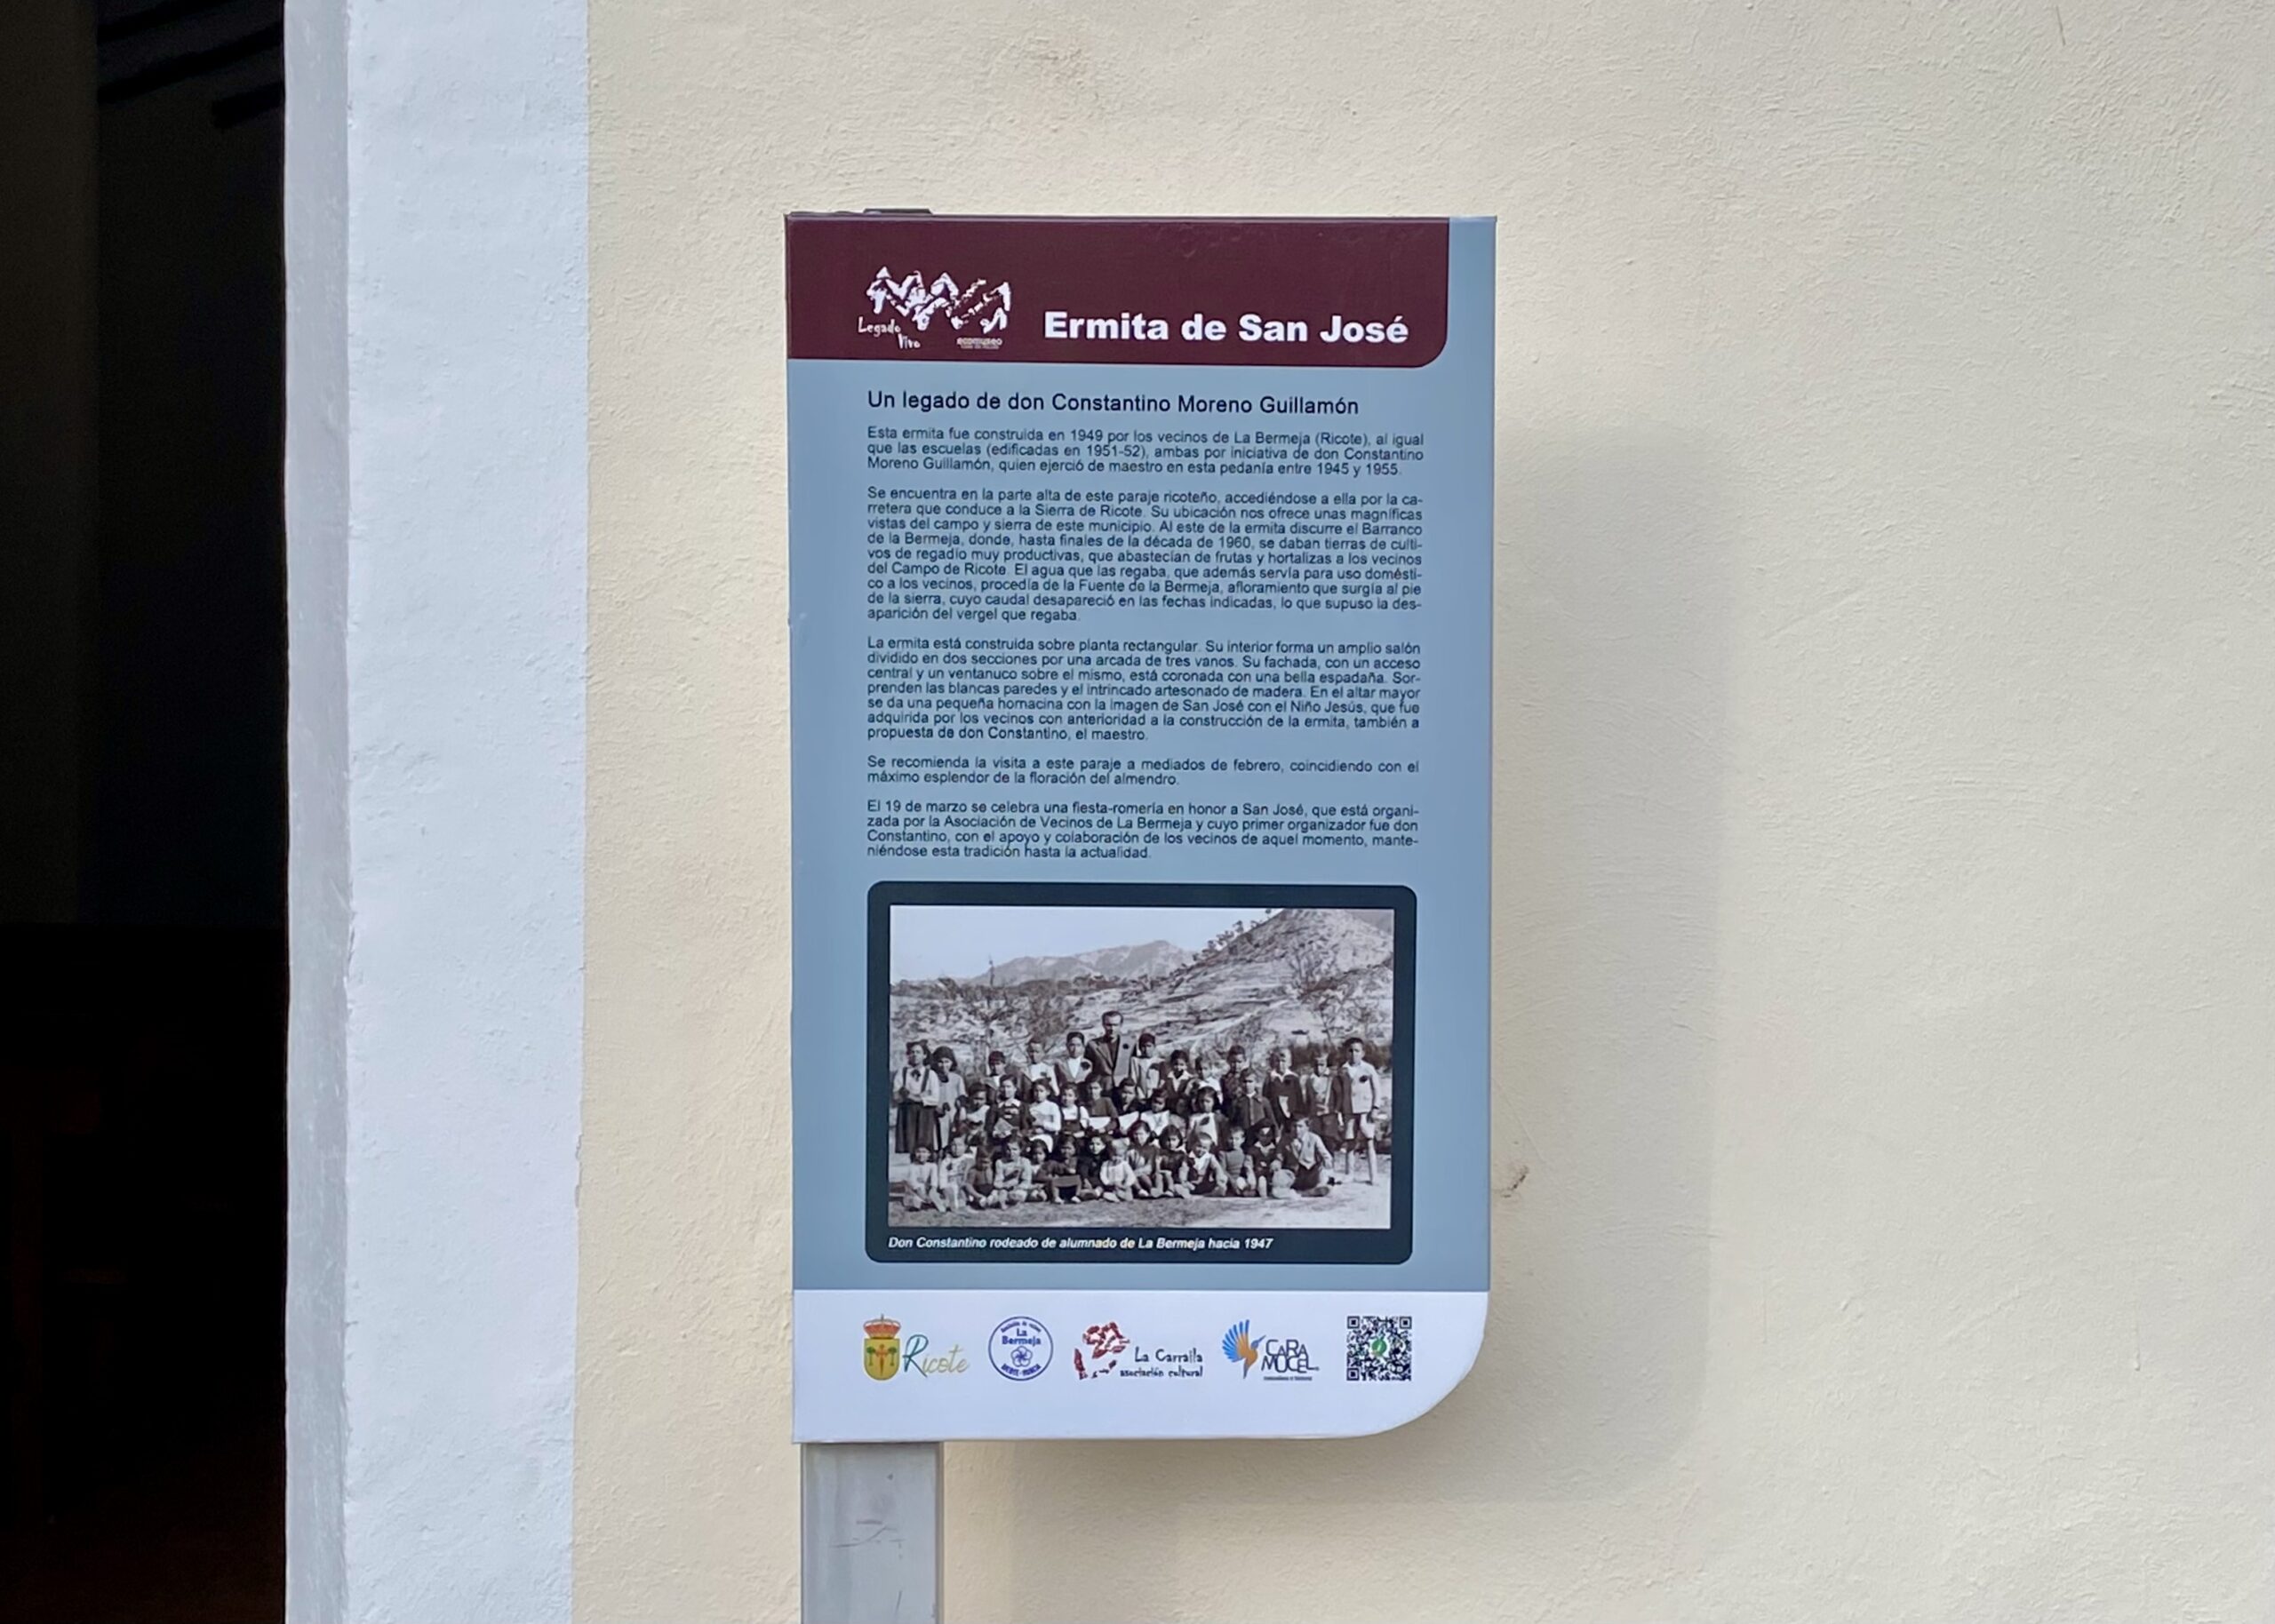 Legado
Vivo
ecomuseo
Ermita de San José
Un legado de don Constantino Moreno Guillamón
Esta ermita fue construida en 1949 por los vecinos de La Bermeja (Ricote), al igual
que las escuelas (edificadas en 1951-52), ambas por iniciativa de don Constantino
Moreno Guillamón, quien ejerció de maestro en esta pedanía entre 1945 y 1955.
Se encuentra en la parte alta de este paraje ricoteño, accediéndose a ella por la ca-
rretera que conduce a la Sierra de Ricote. Su ubicación nos ofrece unas magníficas
vistas del campo y sierra de este municipio. Al este de la ermita discurre el Barranco
de la Bermeja, donde, hasta finales de la década de 1960, se daban tierras de culti-
vos de regadío muy productivas, que abastecían de frutas y hortalizas a los vecinos
del Campo de Ricote. El agua que las regaba, que además servía para uso domésti-
co a los vecinos, procedía de la Fuente de la Bermeja, afloramiento que surgía al pie
de la sierra, cuyo caudal desapareció en las fechas indicadas, lo que supuso la des-
aparición del vergel que regaba.
La ermita está construida sobre planta rectangular. Su interior forma un amplio salón
dividido en dos secciones por una arcada de tres vanos. Su fachada, con un acceso
central y un ventanuco sobre el mismo, está coronada con una bella espadaña. Sor-
prenden las blancas paredes y el intrincado artesonado de madera. En el altar mayor
se da una pequeña hornacina con la imagen de San José con el Niño Jesús, que fue
adquirida por los vecinos con anterioridad a la construcción de la ermita, también a
propuesta de don Constantino, el maestro.
Se recomienda la visita a este paraje a mediados de febrero, coincidiendo con el
máximo esplendor de la floración del almendro.
El 19 de marzo se celebra una fiesta-romería en honor a San José, que está organi-
zada por la Asociación de Vecinos de La Bermeja y cuyo primer organizador fue don
Constantino, con el apoyo y colaboración de los vecinos de aquel momento, mante-
niéndose esta tradición hasta la actualidad.
Don Constantino rodeado de alumnado de La Bermeja hacia 1947
Ricote
La
Bermeja
La Carraila
asociación cultural
CARA
MUCEL